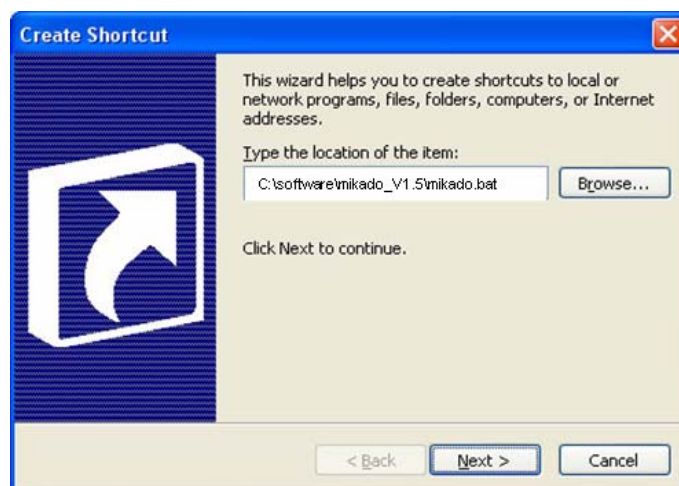 Create Shortcut
This wizard helps you to create shortcuts to local or
network programs, files, folders, computers, or Internet
addresses.
Type the location of the item:
C:\software\mikado_V1.5\mikado.bat
Browse...
Click Next to continue.
< Back
Next >
Cancel